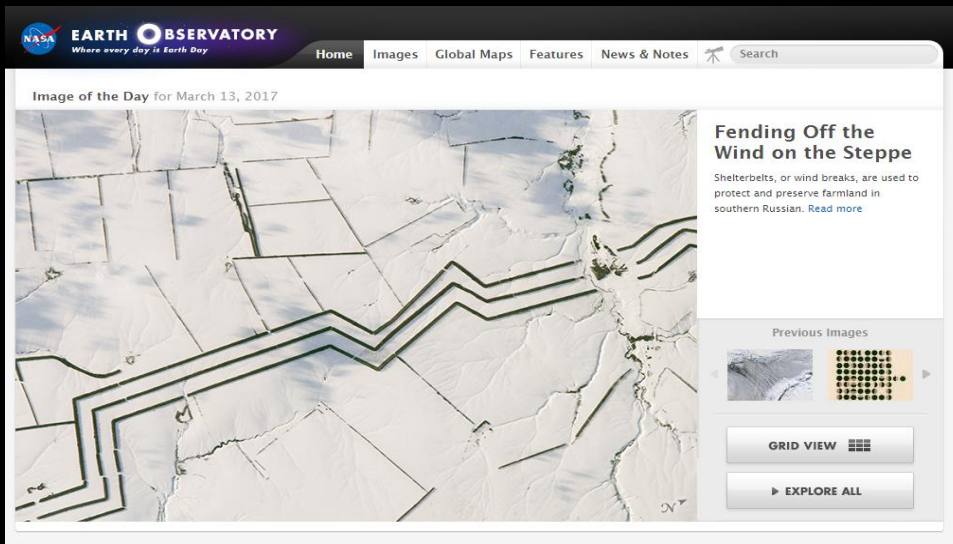 NASA
EARTH OBSERVATORY
Where every day is Earth Day
Home Images Global Maps Features News & Notes Search
Image of the Day for March 13, 2017
Fending Off the
Wind on the Steppe
Shelterbelts, or wind breaks, are used to
protect and preserve farmland in
southern Russian. Read more
Previous Images
GRID VIEW
EXPLORE ALL
N